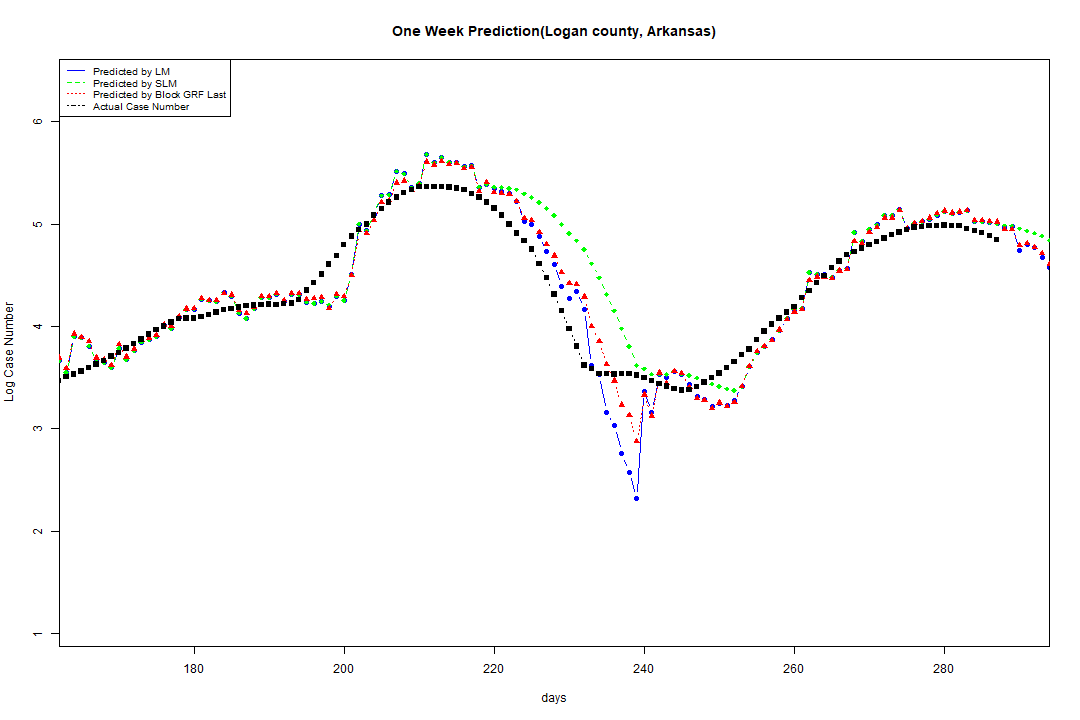 One Week Prediction(Logan county, Arkansas)
Predicted by LM
Predicted by SLM
Predicted by Block GRF Last
Actual Case Number
6
5
4
3
2
1
Log Case Number
180
200
220
240
260
280
days